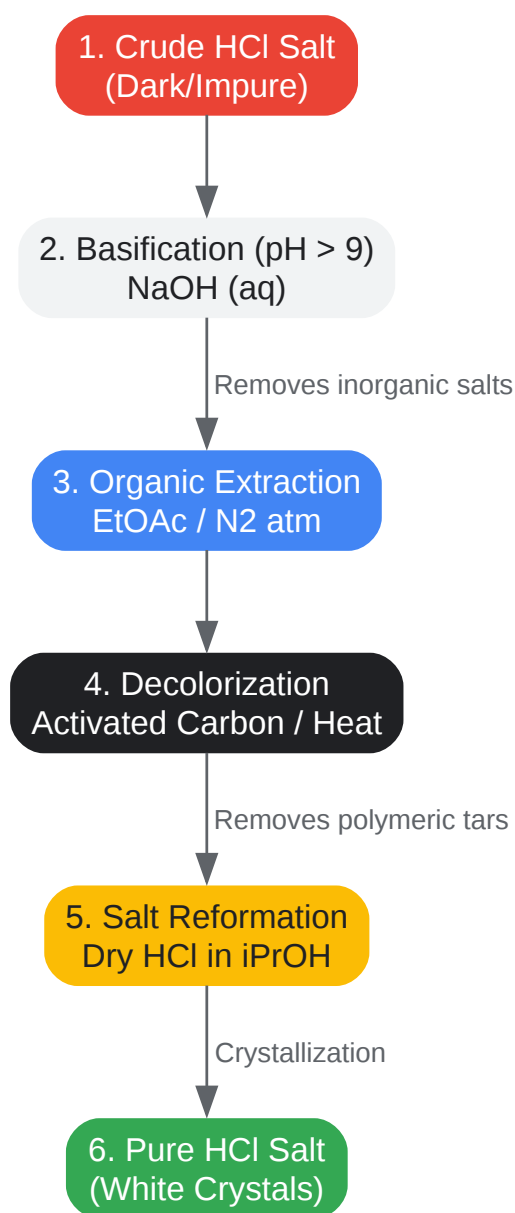 1. Crude HCl Salt
(Dark/Impure)
2. Basification (pH > 9)
NaOH (aq)
Removes inorganic salts
3. Organic Extraction
EtOAc / N2 atm
4. Decolorization
Activated Carbon / Heat
Removes polymeric tars
5. Salt Reformation
Dry HCl in iPrOH
Crystallization
6. Pure HCl Salt
(White Crystals)